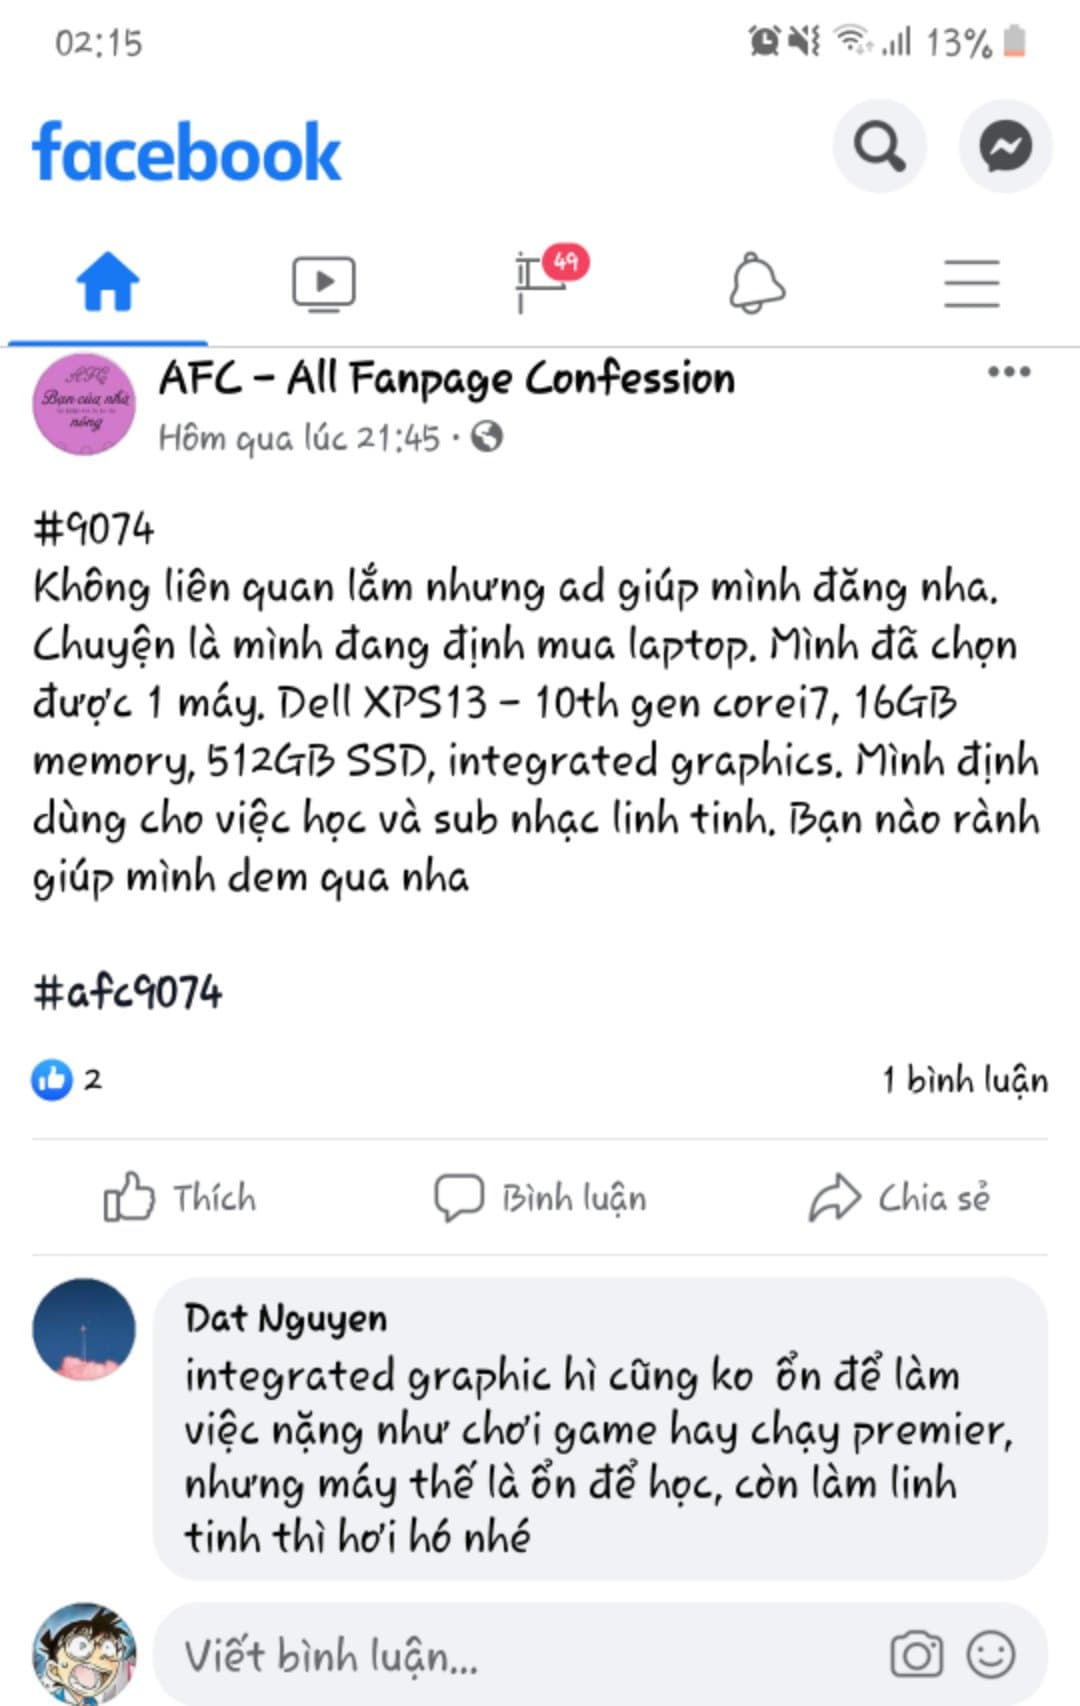 02:15 13%
facebook
49
AFC - All Fanpage Confession
AFC
Bạn của nhà
nông
Hôm qua lúc 21:45 ·
#9074
Không liên quan lắm nhưng ad giúp mình đăng nha.
Chuyện là mình đang định mua laptop. Mình đã chọn
được 1 máy. Dell XPS13 - 10th gen corei7, 16GB
memory, 512GB SSD, integrated graphics. Mình định
dùng cho việc học và sub nhạc linh tinh. Bạn nào rành
giúp mình dem qua nha
#afc9074
2 1 bình luận
Thích Bình luận Chia sẻ
Dat Nguyen
integrated graphic hì cũng ko ổn để làm
việc nặng như chơi game hay chạy premier,
nhưng máy thế là ổn để học, còn làm linh
tinh thì hơi hó nhé
Viết bình luận...